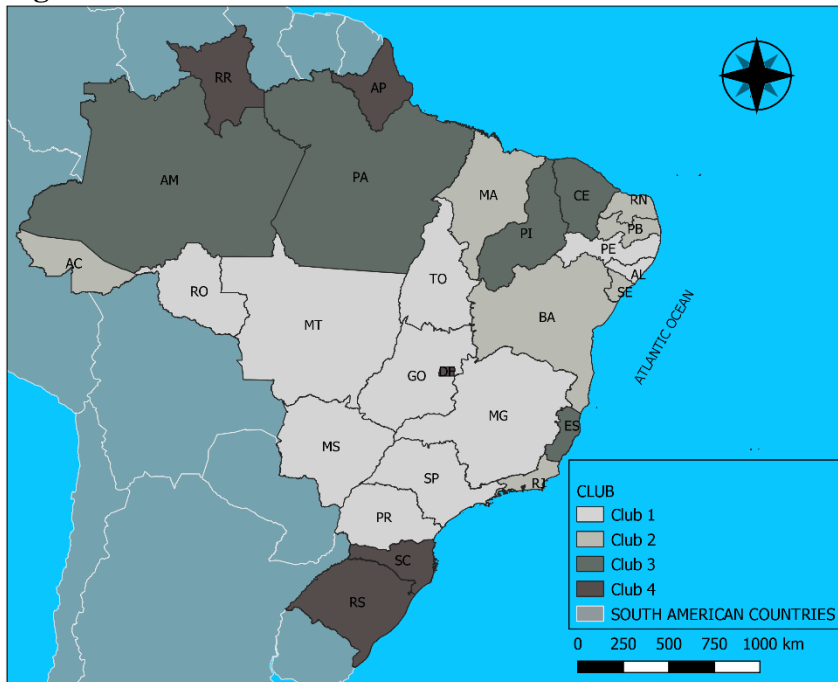 RR
AP
AM
PA
MA
CE
RN
PB
PI
PE
AL
SE
AC
RO
TO
MT
BA
ATLANTIC OCEAN
GO
DF
MG
MS
ES
SP
RJ
PR
SC
RS
CLUB
Club 1
Club 2
Club 3
Club 4
SOUTH AMERICAN COUNTRIES
0 250 500 750 1000 km